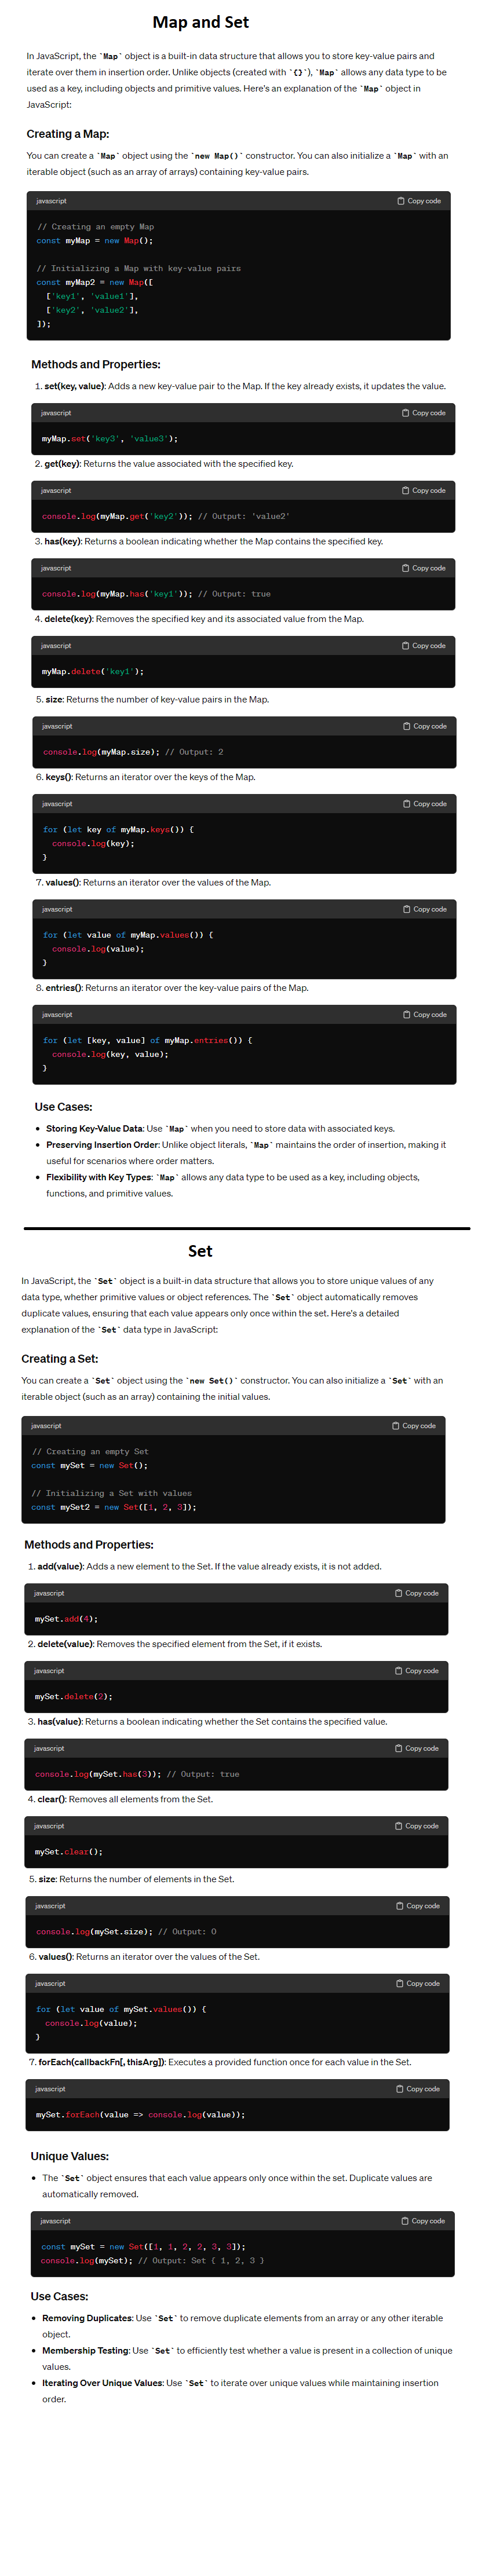 Map and Set
In JavaScript, the `Map` object is a built-in data structure that allows you to store key-value pairs and
iterate over them in insertion order. Unlike objects (created with `{}`), `Map` allows any data type to be
used as a key, including objects and primitive values. Here's an explanation of the `Map` object in
JavaScript:
Creating a Map:
You can create a `Map` object using the `new Map()` constructor. You can also initialize a `Map` with an
iterable object (such as an array of arrays) containing key-value pairs.
javascript Copy code
// Creating an empty Map
const myMap = new Map();
// Initializing a Map with key-value pairs
const myMap2 = new Map([
['key1', 'value1'],
['key2', 'value2'],
]);
Methods and Properties:
1. set(key, value): Adds a new key-value pair to the Map. If the key already exists, it updates the value.
javascript Copy code
myMap.set('key3', 'value3');
2. get(key): Returns the value associated with the specified key.
javascript Copy code
console.log(myMap.get('key2')); // Output: 'value2'
3. has(key): Returns a boolean indicating whether the Map contains the specified key.
javascript Copy code
console.log(myMap.has('key1')); // Output: true
4. delete(key): Removes the specified key and its associated value from the Map.
javascript Copy code
myMap.delete('key1');
5. size: Returns the number of key-value pairs in the Map.
javascript Copy code
console.log(myMap.size); // Output: 2
6. keys(): Returns an iterator over the keys of the Map.
javascript Copy code
for (let key of myMap.keys()) {
console.log(key);
}
7. values(): Returns an iterator over the values of the Map.
javascript Copy code
for (let value of myMap.values()) {
console.log(value);
}
8. entries(): Returns an iterator over the key-value pairs of the Map.
javascript Copy code
for (let [key, value] of myMap.entries()) {
console.log(key, value);
}
Use Cases:
• Storing Key-Value Data: Use `Map` when you need to store data with associated keys.
• Preserving Insertion Order: Unlike object literals, `Map` maintains the order of insertion, making it
useful for scenarios where order matters.
• Flexibility with Key Types: `Map` allows any data type to be used as a key, including objects,
functions, and primitive values.
Set
In JavaScript, the `Set` object is a built-in data structure that allows you to store unique values of any
data type, whether primitive values or object references. The `Set` object automatically removes
duplicate values, ensuring that each value appears only once within the set. Here's a detailed
explanation of the `Set` data type in JavaScript:
Creating a Set:
You can create a `Set` object using the `new Set()` constructor. You can also initialize a `Set` with an
iterable object (such as an array) containing the initial values.
javascript Copy code
// Creating an empty Set
const mySet = new Set();
// Initializing a Set with values
const mySet2 = new Set([1, 2, 3]);
Methods and Properties:
1. add(value): Adds a new element to the Set. If the value already exists, it is not added.
javascript Copy code
mySet.add(4);
2. delete(value): Removes the specified element from the Set, if it exists.
javascript Copy code
mySet.delete(2);
3. has(value): Returns a boolean indicating whether the Set contains the specified value.
javascript Copy code
console.log(mySet.has(3)); // Output: true
4. clear(): Removes all elements from the Set.
javascript Copy code
mySet.clear();
5. size: Returns the number of elements in the Set.
javascript Copy code
console.log(mySet.size); // Output: 0
6. values(): Returns an iterator over the values of the Set.
javascript Copy code
for (let value of mySet.values()) {
console.log(value);
}
7. forEach(callbackFn[, thisArg]): Executes a provided function once for each value in the Set.
javascript Copy code
mySet.forEach(value => console.log(value));
Unique Values:
• The `Set` object ensures that each value appears only once within the set. Duplicate values are
automatically removed.
javascript Copy code
const mySet = new Set([1, 1, 2, 2, 3, 3]);
console.log(mySet); // Output: Set { 1, 2, 3 }
Use Cases:
• Removing Duplicates: Use `Set` to remove duplicate elements from an array or any other iterable
object.
• Membership Testing: Use `Set` to efficiently test whether a value is present in a collection of unique
values.
• Iterating Over Unique Values: Use `Set` to iterate over unique values while maintaining insertion
order.